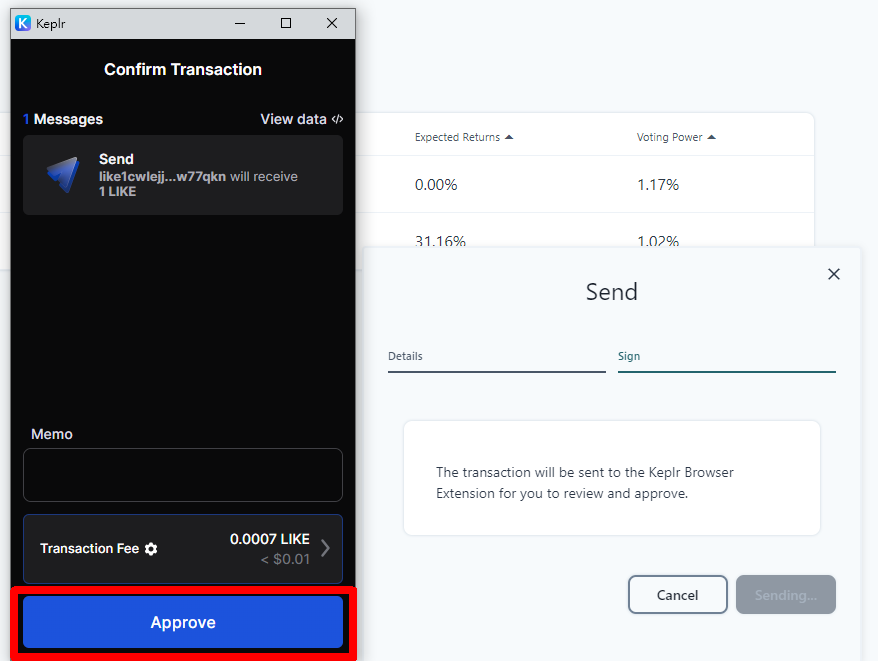 Keplr
Confirm Transaction
1 Messages
View data </>
Send
like1cwlejj...w77qkn will receive
1 LIKE
Memo
Transaction Fee
0.0007 LIKE
< $0.01
Approve
Expected Returns
Voting Power
0.00%
1.17%
31.16%
1.02%
Send
Details
Sign
The transaction will be sent to the Keplr Browser
Extension for you to review and approve.
Cancel
Sending...